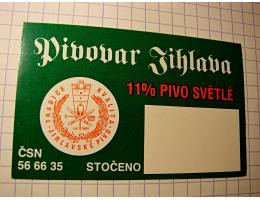 Pivovar Jihlava
11% PIVO SVĚTLÉ
TRADICE KVALITA
JIHLAVSKÉ PIVO
ČSN
56 66 35
STOČENO